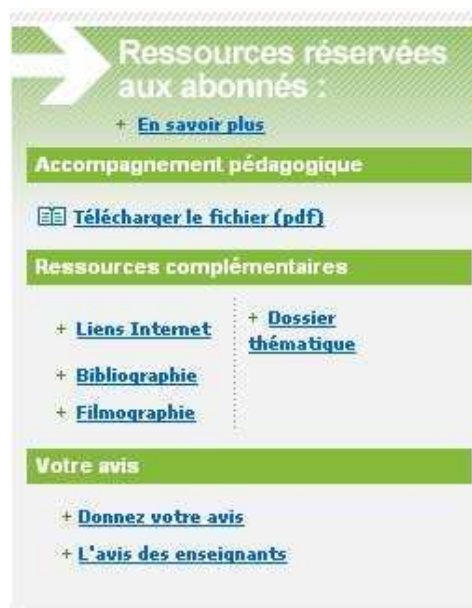 Ressources réservées
aux abonnés :
+ En savoir plus
Accompagnement pédagogique
Télécharger le fichier (pdf)
Ressources complémentaires
+ Liens Internet
+ Bibliographie
+ Filmographie
+ Dossier
thématique
Votre avis
+ Donnez votre avis
+ L'avis des enseignants